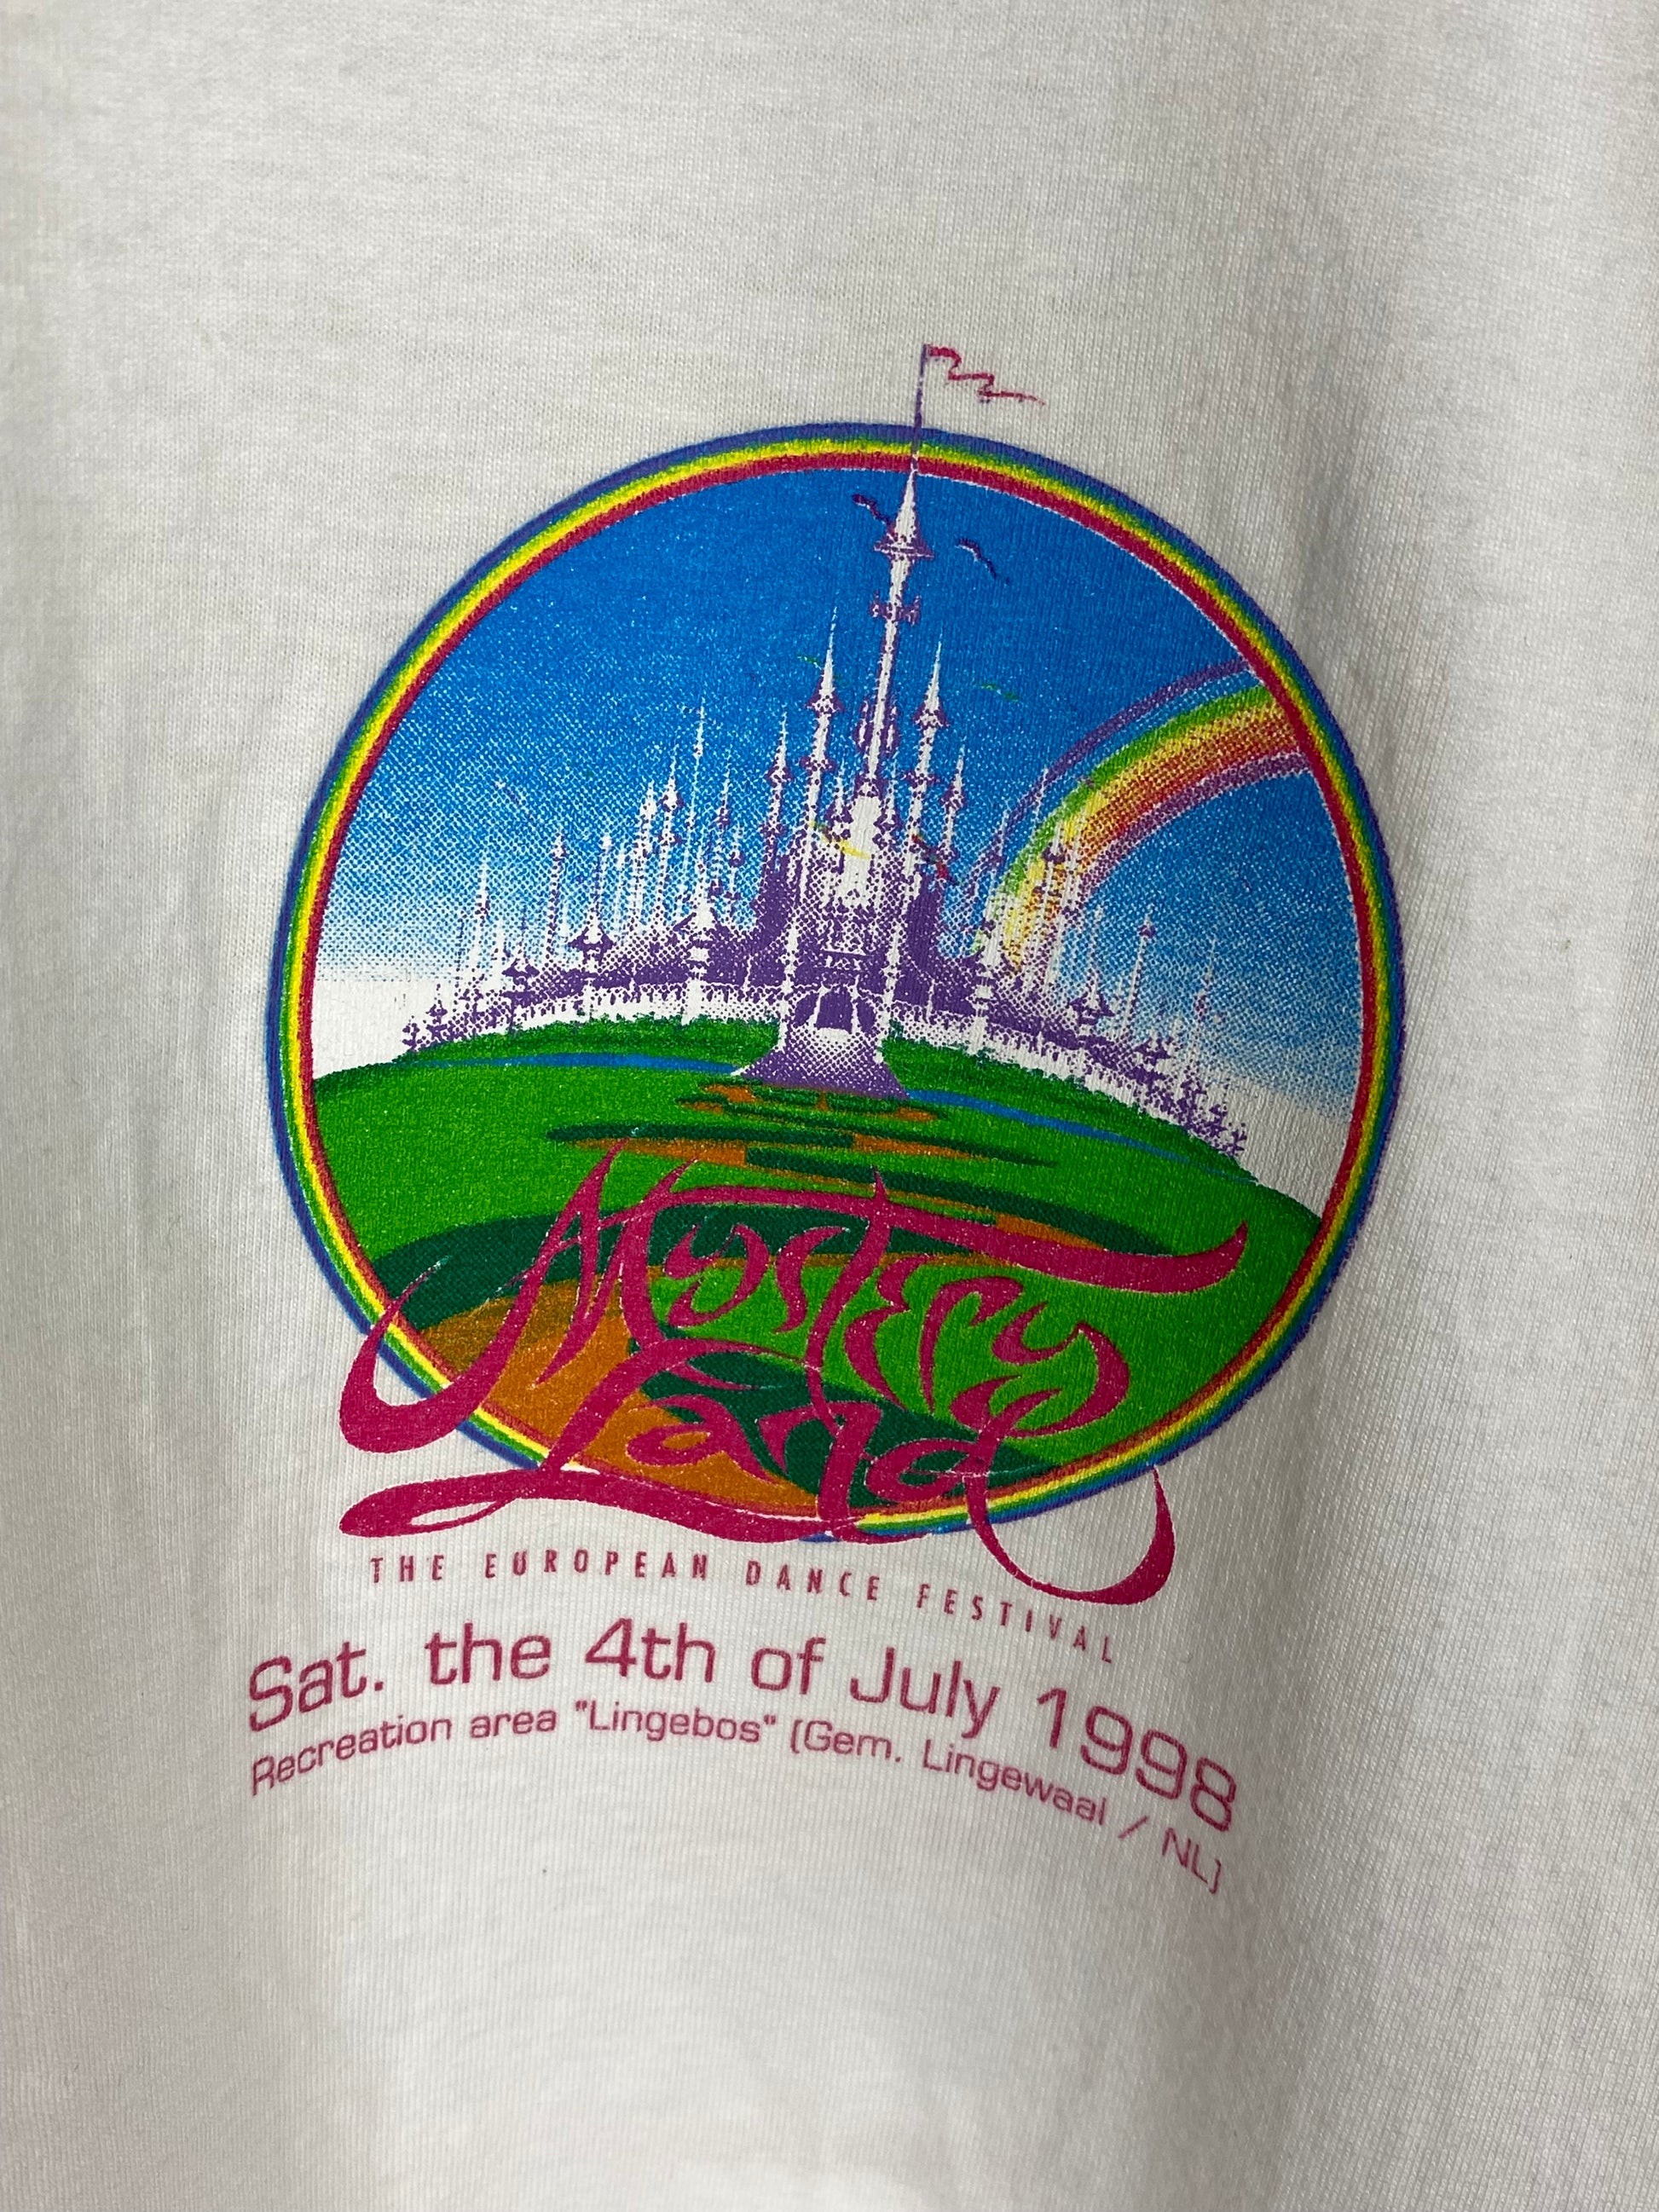 Mystery
Land
THE EUROPEAN DANCE FESTIVAL
Sat. the 4th of July 1998
Recreation area "Lingebos" (Gem. Lingewaal / NL)